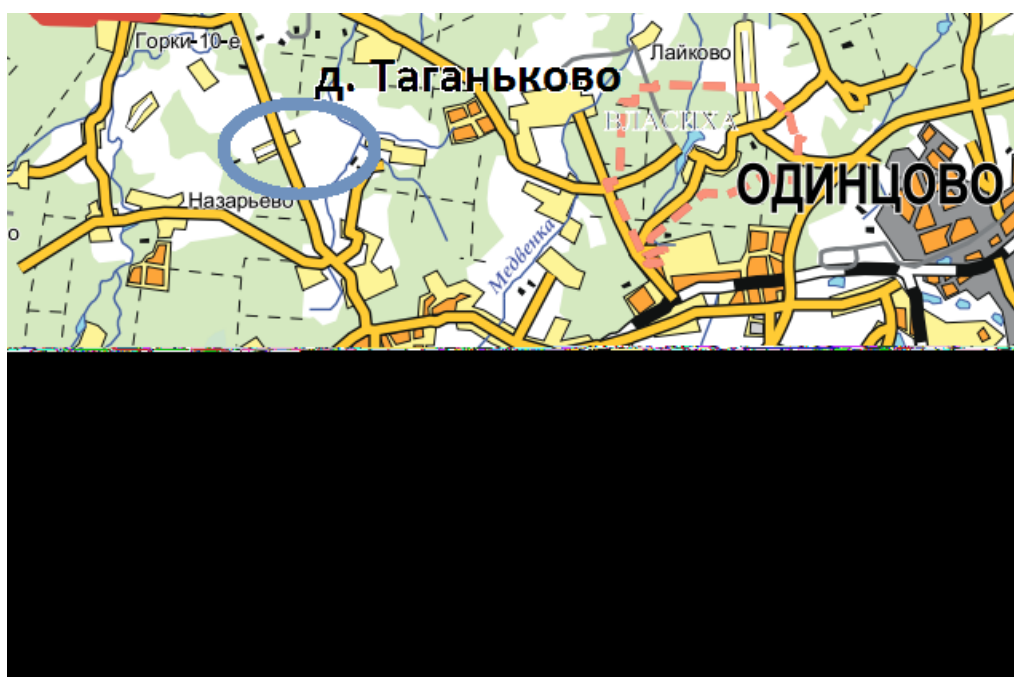 Горки-10-е
Лайково
д. Таганьково
ВЛАСИХА
ОДИНЦОВО
Назарьево
о
Медвенка